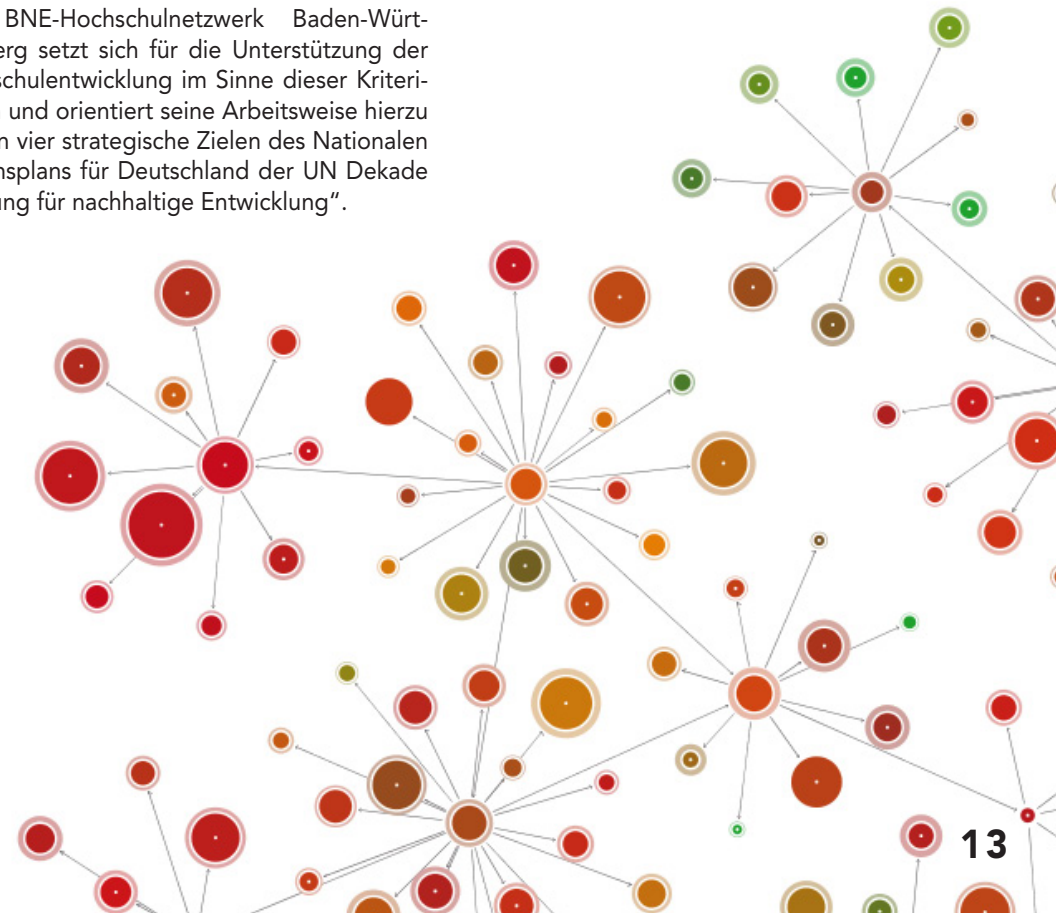 BNE-Hochschulnetzwerk Baden-Würt-
erg setzt sich für die Unterstützung der
schulentwicklung im Sinne dieser Kriteri-
und orientiert seine Arbeitsweise hierzu
n vier strategische Zielen des Nationalen
nsplans für Deutschland der UN Dekade
ung für nachhaltige Entwicklung“.
13